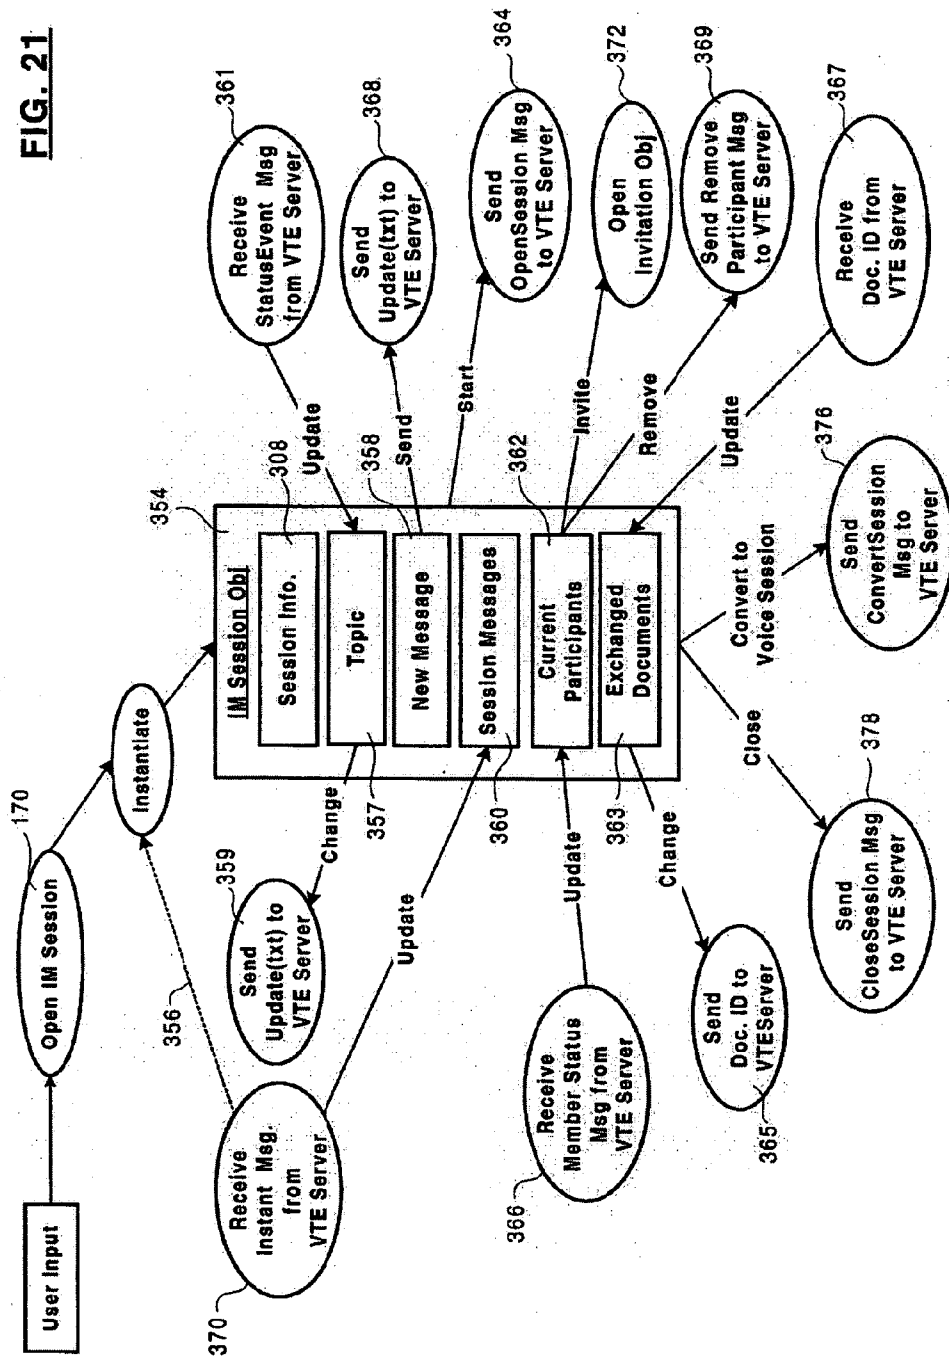 FIG. 21
User Input
170
Open IM Session
Instantiate
356
370
Receive
Instant Msg.
from
VTE Server
354
IM Session Obj
308
Session Info.
Topic
357
358
New Message
360
Session Messages
362
Current
Participants
363
Exchanged
Documents
Update
361
Receive
StatusEvent Msg
from VTE Server
Send
368
Send
Update(txt) to
VTE Server
Start
364
Send
OpenSession Msg
to VTE Server
Invite
372
Open
Invitation Obj
Remove
369
Send Remove
Participant Msg
to VTE Server
Update
367
Receive
Doc. ID from
VTE Server
Change
359
Send
Update(txt) to
VTE Server
Update
Update
366
Receive
Member Status
Msg from
VTE Server
Change
365
Send
Doc. ID to
VTEServer
Close
378
Send
CloseSession Msg
to VTE Server
Convert to
Voice Session
376
Send
ConvertSession
Msg to
VTE Server